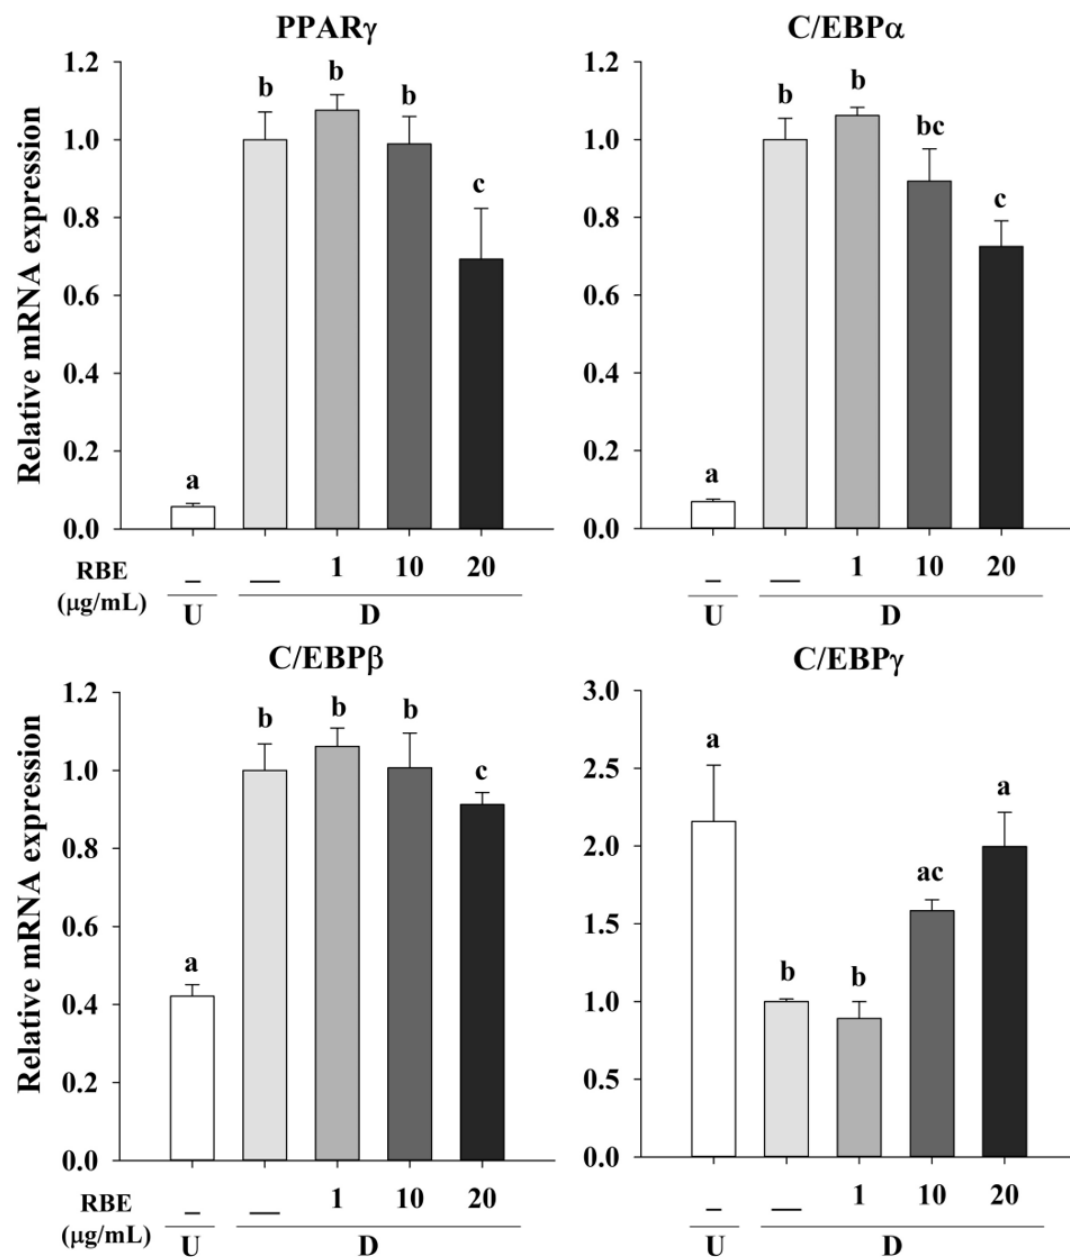 PPARγ
Relative mRNA expression
1.2
1.0
0.8
0.6
0.4
0.2
0.0
a
b
b
b
c
RBE
(μg/mL)
– — 1 10 20
U D
C/EBPα
1.2
1.0
0.8
0.6
0.4
0.2
0.0
a
b
b
bc
c
– — 1 10 20
U D
C/EBPβ
Relative mRNA expression
1.2
1.0
0.8
0.6
0.4
0.2
0.0
a
b
b
b
c
RBE
(μg/mL)
– — 1 10 20
U D
C/EBPγ
3.0
2.5
2.0
1.5
1.0
0.5
0.0
a
b
b
ac
a
– — 1 10 20
U D